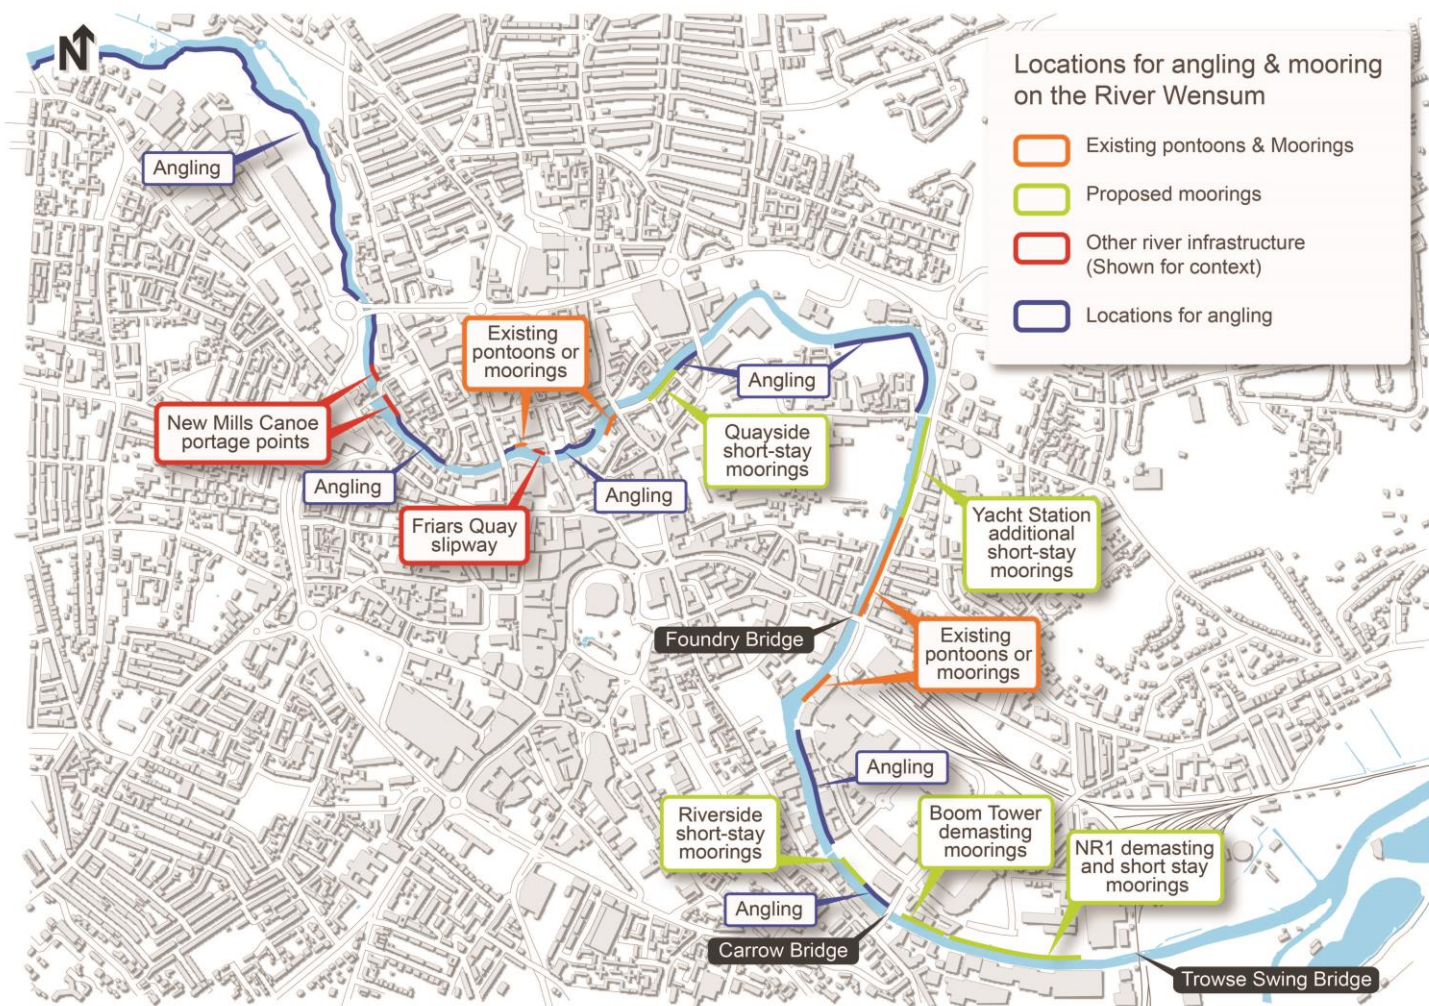 N
Locations for angling & mooring
on the River Wensum
Existing pontoons & Moorings
Proposed moorings
Other river infrastructure
(Shown for context)
Locations for angling
Angling
Existing
pontoons or
moorings
Angling
New Mills Canoe
portage points
Quayside
short-stay
moorings
Angling
Angling
Friars Quay
slipway
Yacht Station
additional
short-stay
moorings
Foundry Bridge
Existing
pontoons or
moorings
Angling
Riverside
short-stay
moorings
Boom Tower
demasting
moorings
NR1 demasting
and short stay
moorings
Angling
Carrow Bridge
Trowse Swing Bridge